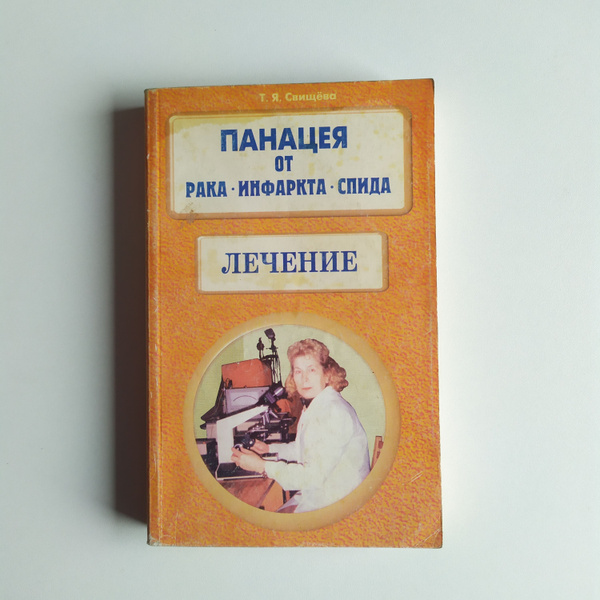 Т. Я. Свищёва
ПАНАЦЕЯ
ОТ
РАКА · ИНФАРКТА · СПИДА
ЛЕЧЕНИЕ